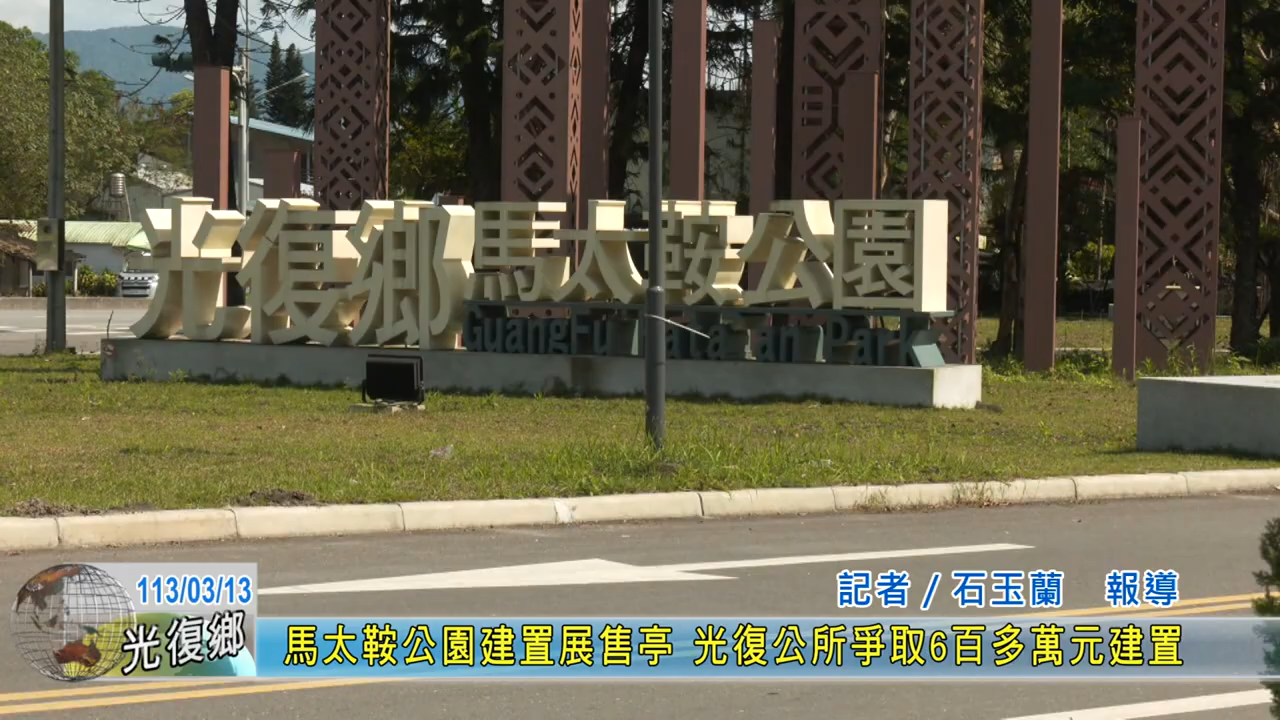 光復鄉馬太鞍公園
GuangFu Mata an Park
113/03/13
記者/石玉蘭 報導
光復鄉
馬太鞍公園建置展售亭 光復公所爭取6百多萬元建置